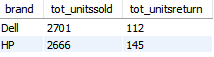 brand tot_unitssold tot_unitsreturn
Dell 2701 112
HP 2666 145